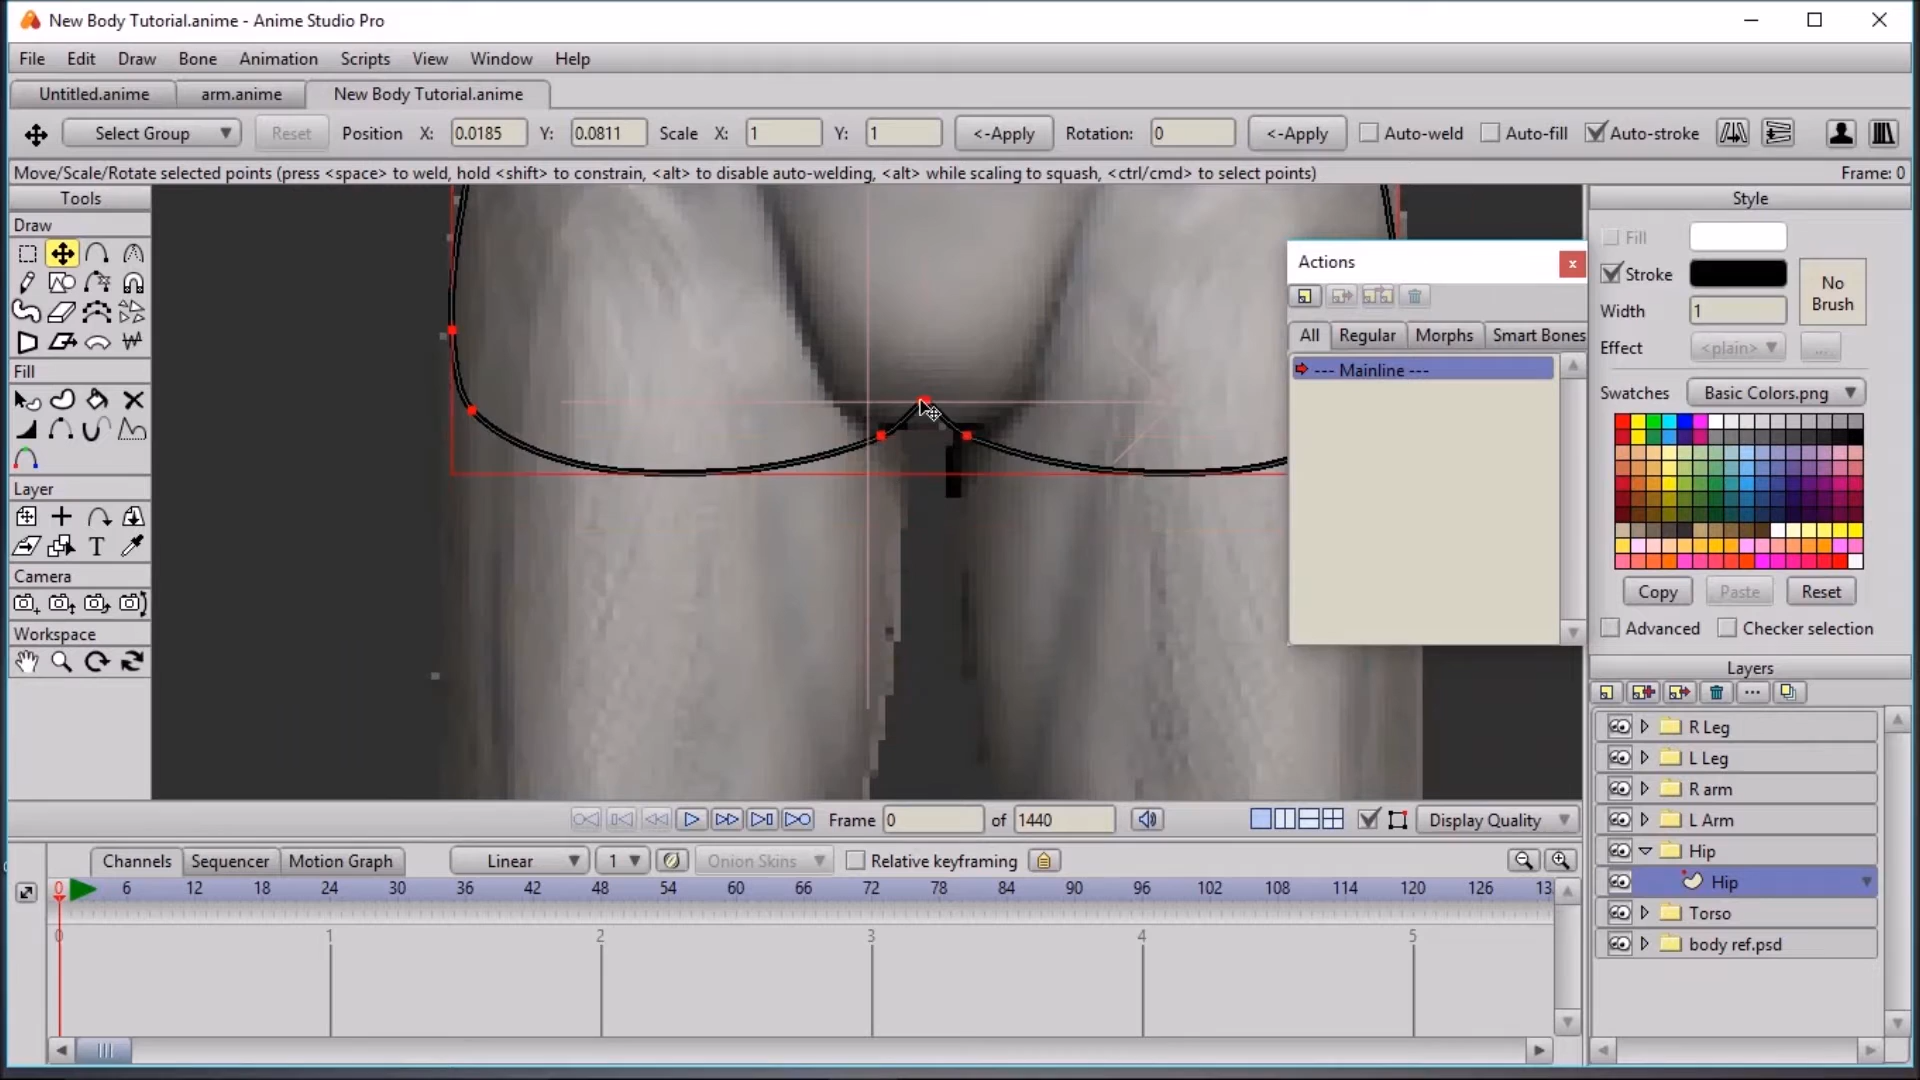 New Body Tutorial.anime - Anime Studio Pro
File Edit Draw Bone Animation Scripts View Window Help
Untitled.anime arm.anime New Body Tutorial.anime
Select Group Reset Position X: 0.0185 Y: 0.0811 Scale X: 1 Y: 1 <-Apply Rotation: 0 <-Apply Auto-weld Auto-fill Auto-stroke
Move/Scale/Rotate selected points (press <space> to weld, hold <shift> to constrain, <alt> to disable auto-welding, <alt> while scaling to squash, <ctrl/cmd> to select points) Frame: 0
Tools
Draw
Fill
Layer
T
Camera
Workspace
Actions
x
All Regular Morphs Smart Bones
--- Mainline ---
Style
Fill
Stroke
No
Brush
Width 1
Effect <plain> ...
Swatches Basic Colors.png
Copy Paste Reset
Advanced Checker selection
Layers
R Leg
L Leg
R arm
L Arm
Hip
Hip
Torso
body ref.psd
Frame 0 of 1440 Display Quality
Channels Sequencer Motion Graph Linear 1 Onion Skins Relative keyframing
0 6 12 18 24 30 36 42 48 54 60 66 72 78 84 90 96 102 108 114 120 126
0 1 2 3 4 5